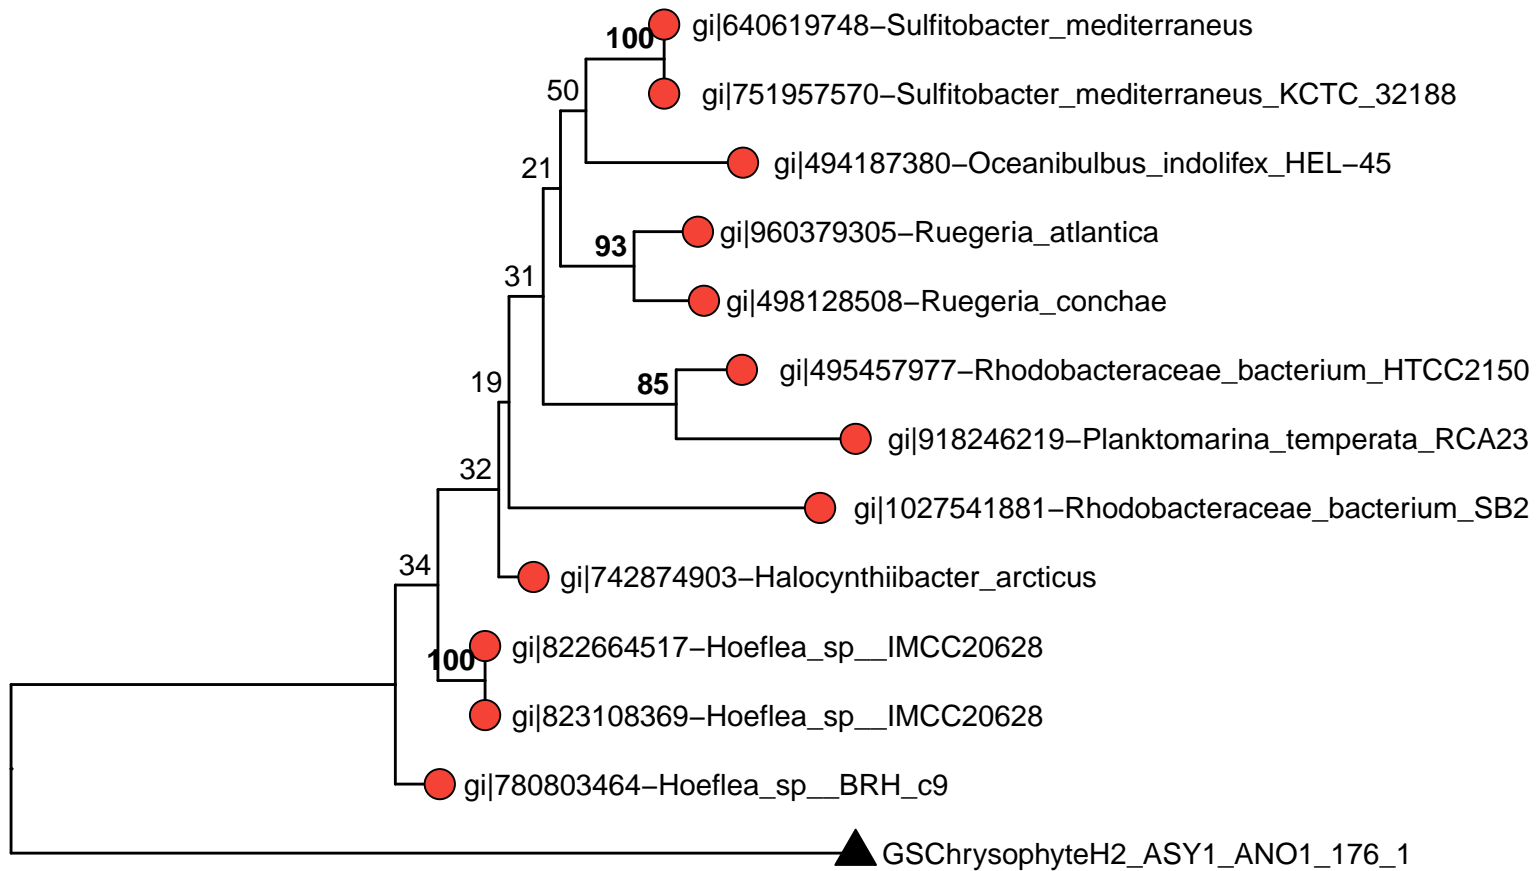 gi|640619748−Sulfitobacter_mediterraneus
100
gi|751957570−Sulfitobacter_mediterraneus_KCTC_32188
50
gi|494187380−Oceanibulbus_indolifex_HEL−45
21
gi|960379305−Ruegeria_atlantica
93
31
gi|498128508−Ruegeria_conchae
gi|495457977−Rhodobacteraceae_bacterium_HTCC2150
19
85
gi|918246219−Planktomarina_temperata_RCA23
32
gi|1027541881−Rhodobacteraceae_bacterium_SB2
34
gi|742874903−Halocynthiibacter_arcticus
gi|822664517−Hoeflea_sp__IMCC20628
100
gi|823108369−Hoeflea_sp__IMCC20628
gi|780803464−Hoeflea_sp__BRH_c9
GSChrysophyteH2_ASY1_ANO1_176_1